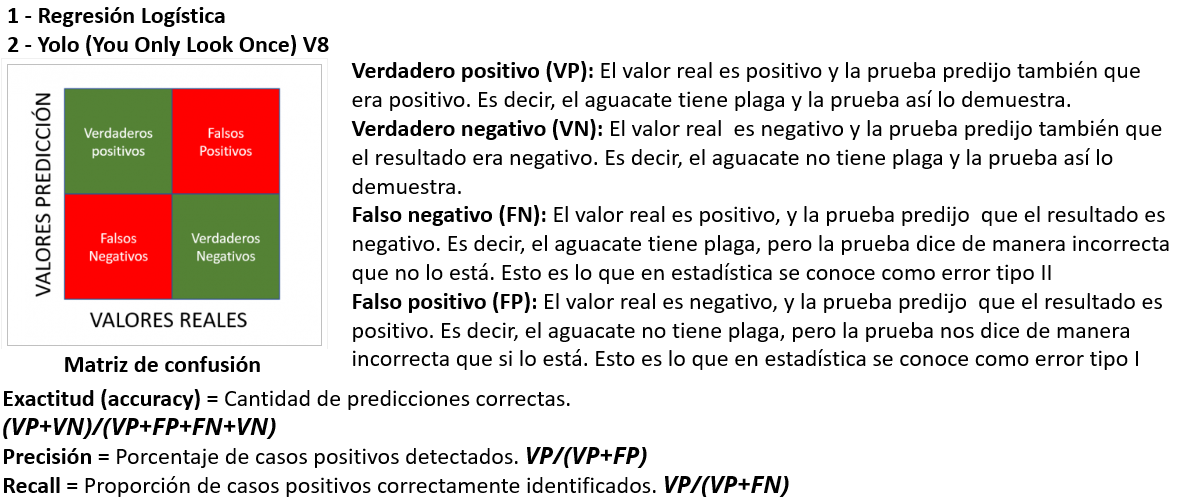 1 - Regresión Logística
2 - Yolo (You Only Look Once) V8
VALORES PREDICCIÓN
Verdaderos
positivos
Falsos
Positivos
Falsos
Negativos
Verdaderos
Negativos
VALORES REALES
Matriz de confusión
Verdadero positivo (VP): El valor real es positivo y la prueba predijo también que
era positivo. Es decir, el aguacate tiene plaga y la prueba así lo demuestra.
Verdadero negativo (VN): El valor real es negativo y la prueba predijo también que
el resultado era negativo. Es decir, el aguacate no tiene plaga y la prueba así lo
demuestra.
Falso negativo (FN): El valor real es positivo, y la prueba predijo que el resultado es
negativo. Es decir, el aguacate tiene plaga, pero la prueba dice de manera incorrecta
que no lo está. Esto es lo que en estadística se conoce como error tipo II
Falso positivo (FP): El valor real es negativo, y la prueba predijo que el resultado es
positivo. Es decir, el aguacate no tiene plaga, pero la prueba nos dice de manera
incorrecta que si lo está. Esto es lo que en estadística se conoce como error tipo I
Exactitud (accuracy) = Cantidad de predicciones correctas.
(VP+VN)/(VP+FP+FN+VN)
Precisión = Porcentaje de casos positivos detectados. VP/(VP+FP)
Recall = Proporción de casos positivos correctamente identificados. VP/(VP+FN)